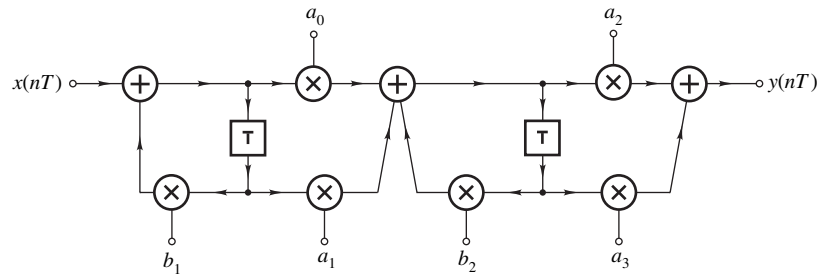 a₀ a₂
x(nT) + × + × + y(nT)
T T
× × × ×
b₁ a₁ b₂ a₃